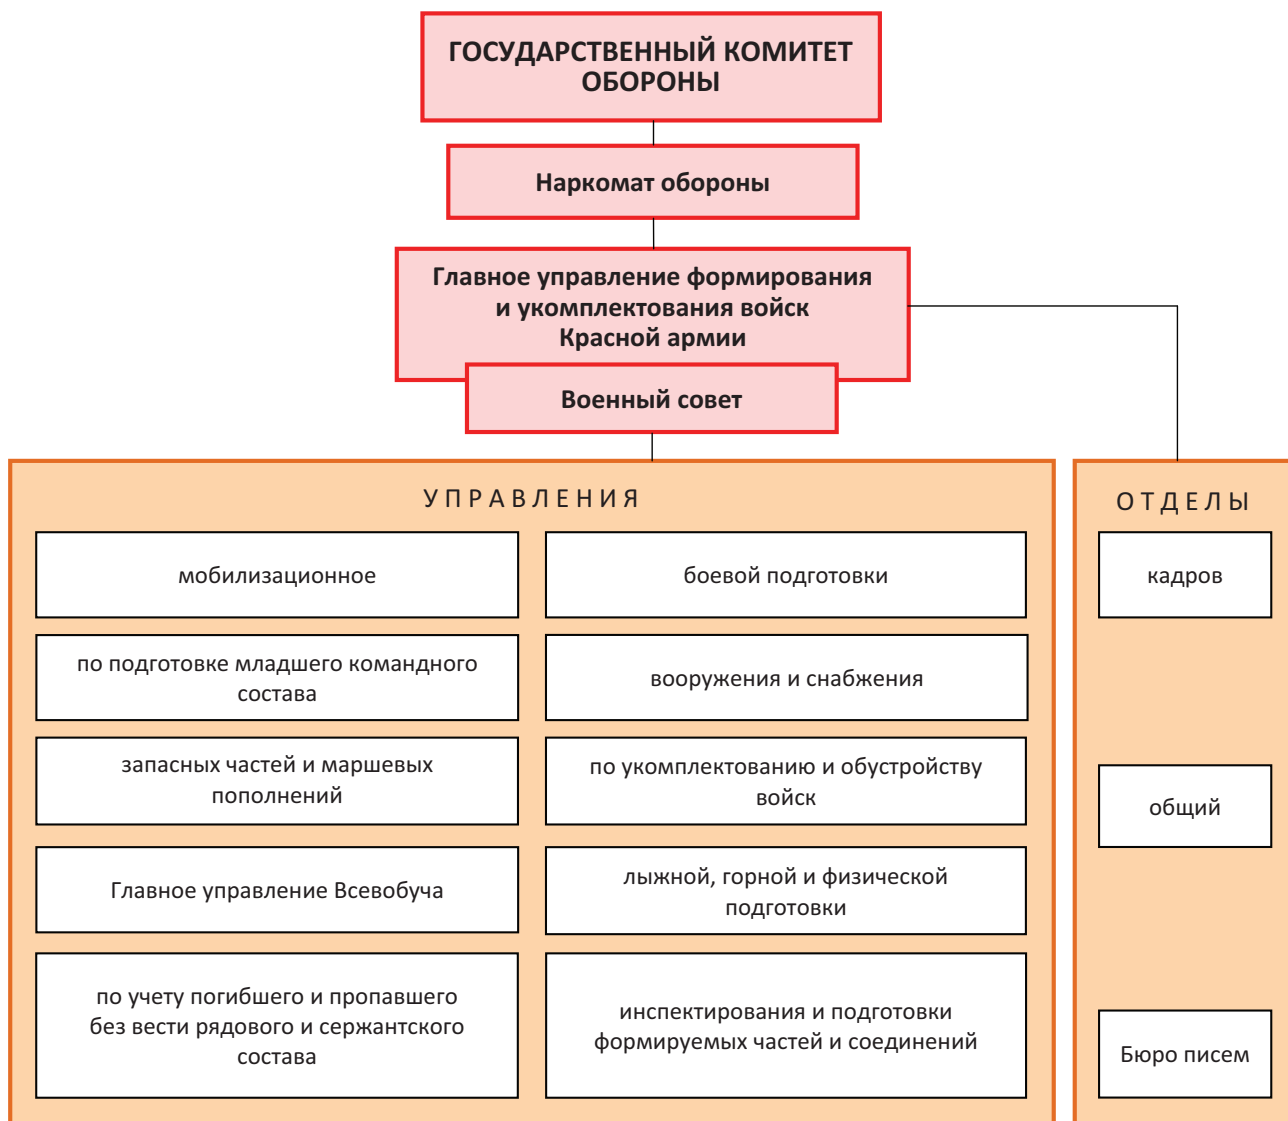 ГОСУДАРСТВЕННЫЙ КОМИТЕТ
ОБОРОНЫ
Наркомат обороны
Главное управление формирования
и укомплектования войск
Красной армии
Военный совет
УПРАВЛЕНИЯ
мобилизационное
боевой подготовки
по подготовке младшего командного
состава
вооружения и снабжения
запасных частей и маршевых
пополнений
по укомплектованию и обустройству
войск
Главное управление Всевобуча
лыжной, горной и физической
подготовки
по учету погибшего и пропавшего
без вести рядового и сержантского
состава
инспектирования и подготовки
формируемых частей и соединений
ОТДЕЛЫ
кадров
общий
Бюро писем